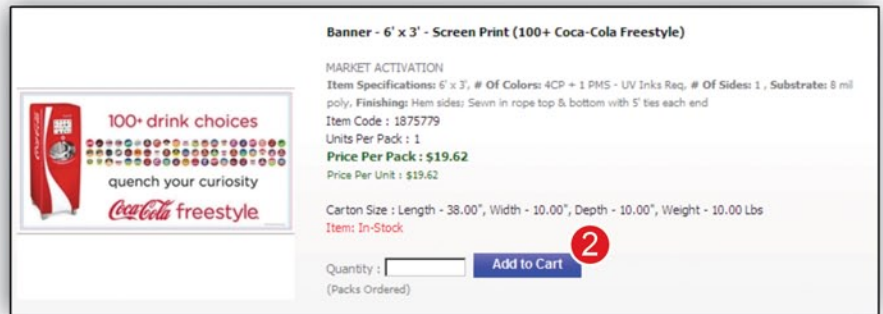 Banner - 6' x 3' - Screen Print (100+ Coca-Cola Freestyle)
MARKET ACTIVATION
Item Specifications: 6' x 3', # Of Colors: 4CP + 1 PMS - UV Inks Req, # Of Sides: 1 , Substrate: 8 mil
poly, Finishing: Hem sides; Sewn in rope top & bottom with 5' ties each end
Item Code : 1875779
Units Per Pack : 1
Price Per Pack : $19.62
Price Per Unit : $19.62
Carton Size : Length - 38.00", Width - 10.00", Depth - 10.00", Weight - 10.00 Lbs
Item: In-Stock
Quantity :
Add to Cart
2
(Packs Ordered)
100+ drink choices
quench your curiosity
Coca-Cola freestyle